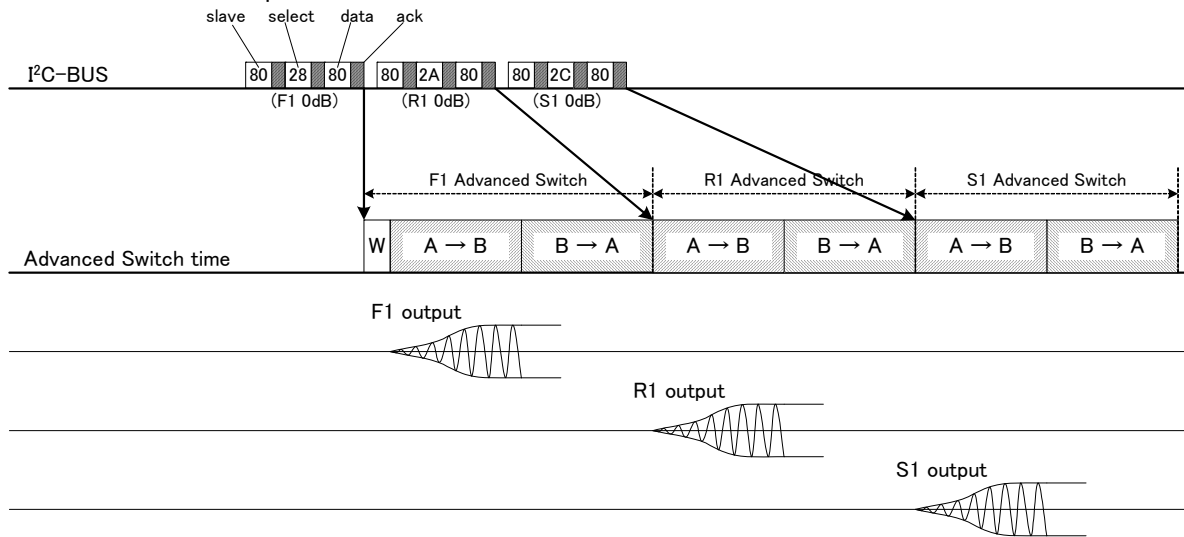 slave select data ack
I²C-BUS
80 28 80 80 2A 80 80 2C 80
(F1 0dB) (R1 0dB) (S1 0dB)
F1 Advanced Switch R1 Advanced Switch S1 Advanced Switch
W A → B B → A A → B B → A A → B B → A
Advanced Switch time
F1 output
R1 output
S1 output